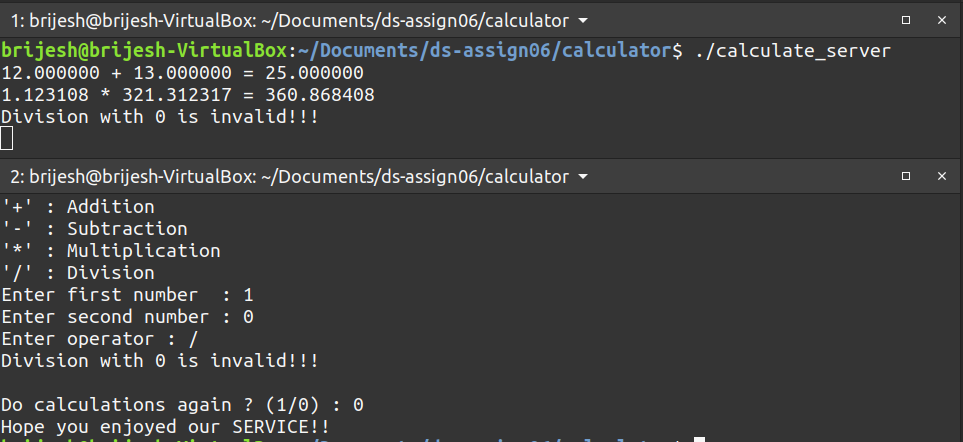 1: brijesh@brijesh-VirtualBox: ~/Documents/ds-assign06/calculator
brijesh@brijesh-VirtualBox:~/Documents/ds-assign06/calculator$ ./calculate_server
12.000000 + 13.000000 = 25.000000
1.123108 * 321.312317 = 360.868408
Division with 0 is invalid!!!
2: brijesh@brijesh-VirtualBox: ~/Documents/ds-assign06/calculator
'+' : Addition
'-' : Subtraction
'*' : Multiplication
'/' : Division
Enter first number  : 1
Enter second number : 0
Enter operator : /
Division with 0 is invalid!!!
Do calculations again ? (1/0) : 0
Hope you enjoyed our SERVICE!!